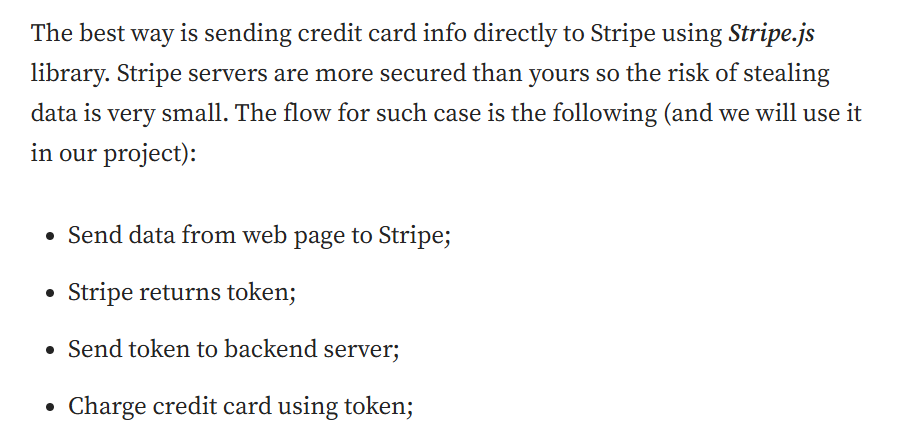 The best way is sending credit card info directly to Stripe using Stripe.js
library. Stripe servers are more secured than yours so the risk of stealing
data is very small. The flow for such case is the following (and we will use it
in our project):
• Send data from web page to Stripe;
• Stripe returns token;
• Send token to backend server;
• Charge credit card using token;